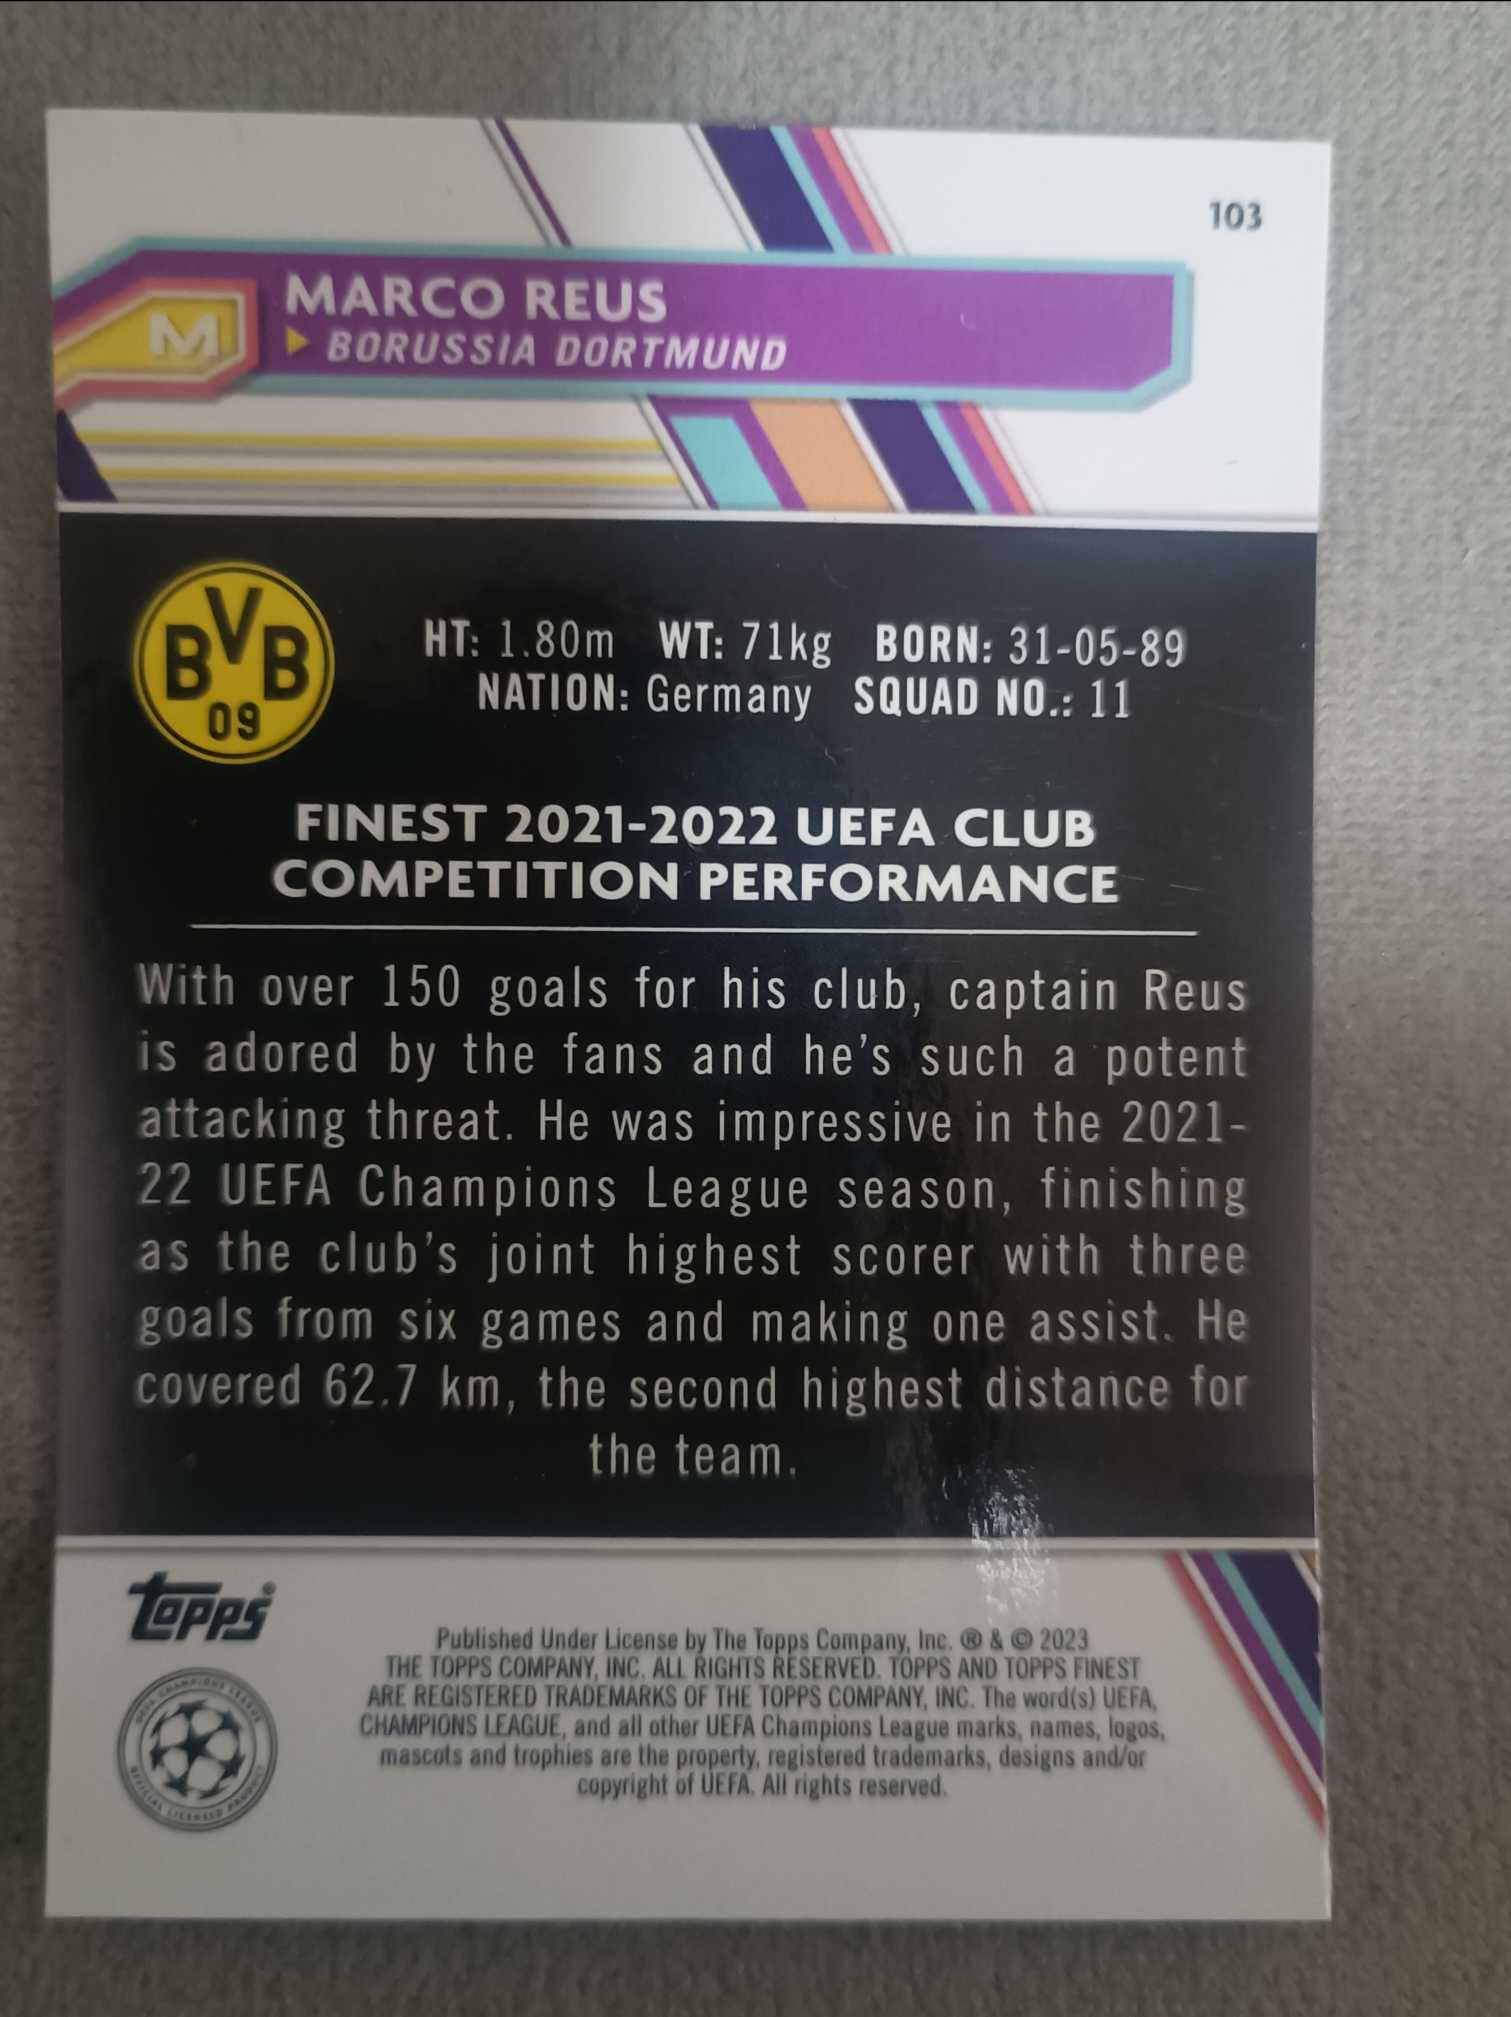 103
MARCO REUS
M
BORUSSIA DORTMUND
BVB
09
HT: 1.80m WT: 71kg BORN: 31-05-89
NATION: Germany SQUAD NO.: 11
FINEST 2021-2022 UEFA CLUB
COMPETITION PERFORMANCE
With over 150 goals for his club, captain Reus
is adored by the fans and he's such a potent
attacking threat. He was impressive in the 2021-
22 UEFA Champions League season, finishing
as the club's joint highest scorer with three
goals from six games and making one assist. He
covered 62.7 km, the second highest distance for
the team.
Topps®
UEFA CHAMPIONS LEAGUE
OFFICIAL LICENSED PRODUCT
Published Under License by The Topps Company, Inc. ® & © 2023
THE TOPPS COMPANY, INC. ALL RIGHTS RESERVED. TOPPS AND TOPPS FINEST
ARE REGISTERED TRADEMARKS OF THE TOPPS COMPANY, INC. The word(s) UEFA,
CHAMPIONS LEAGUE, and all other UEFA Champions League marks, names, logos,
mascots and trophies are the property, registered trademarks, designs and/or
copyright of UEFA. All rights reserved.